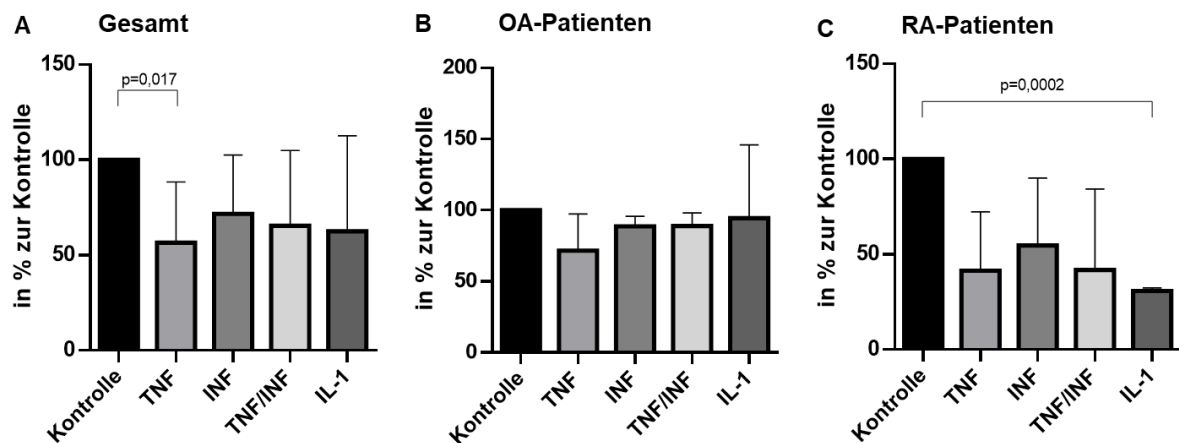 A Gesamt
in % zur Kontrolle
150
100
50
0
p=0,017
Kontrolle
TNF
INF
TNF/INF
IL-1
B OA-Patienten
in % zur Kontrolle
200
150
100
50
0
Kontrolle
TNF
INF
TNF/INF
IL-1
C RA-Patienten
in % zur Kontrolle
150
100
50
0
p=0,0002
Kontrolle
TNF
INF
TNF/INF
IL-1